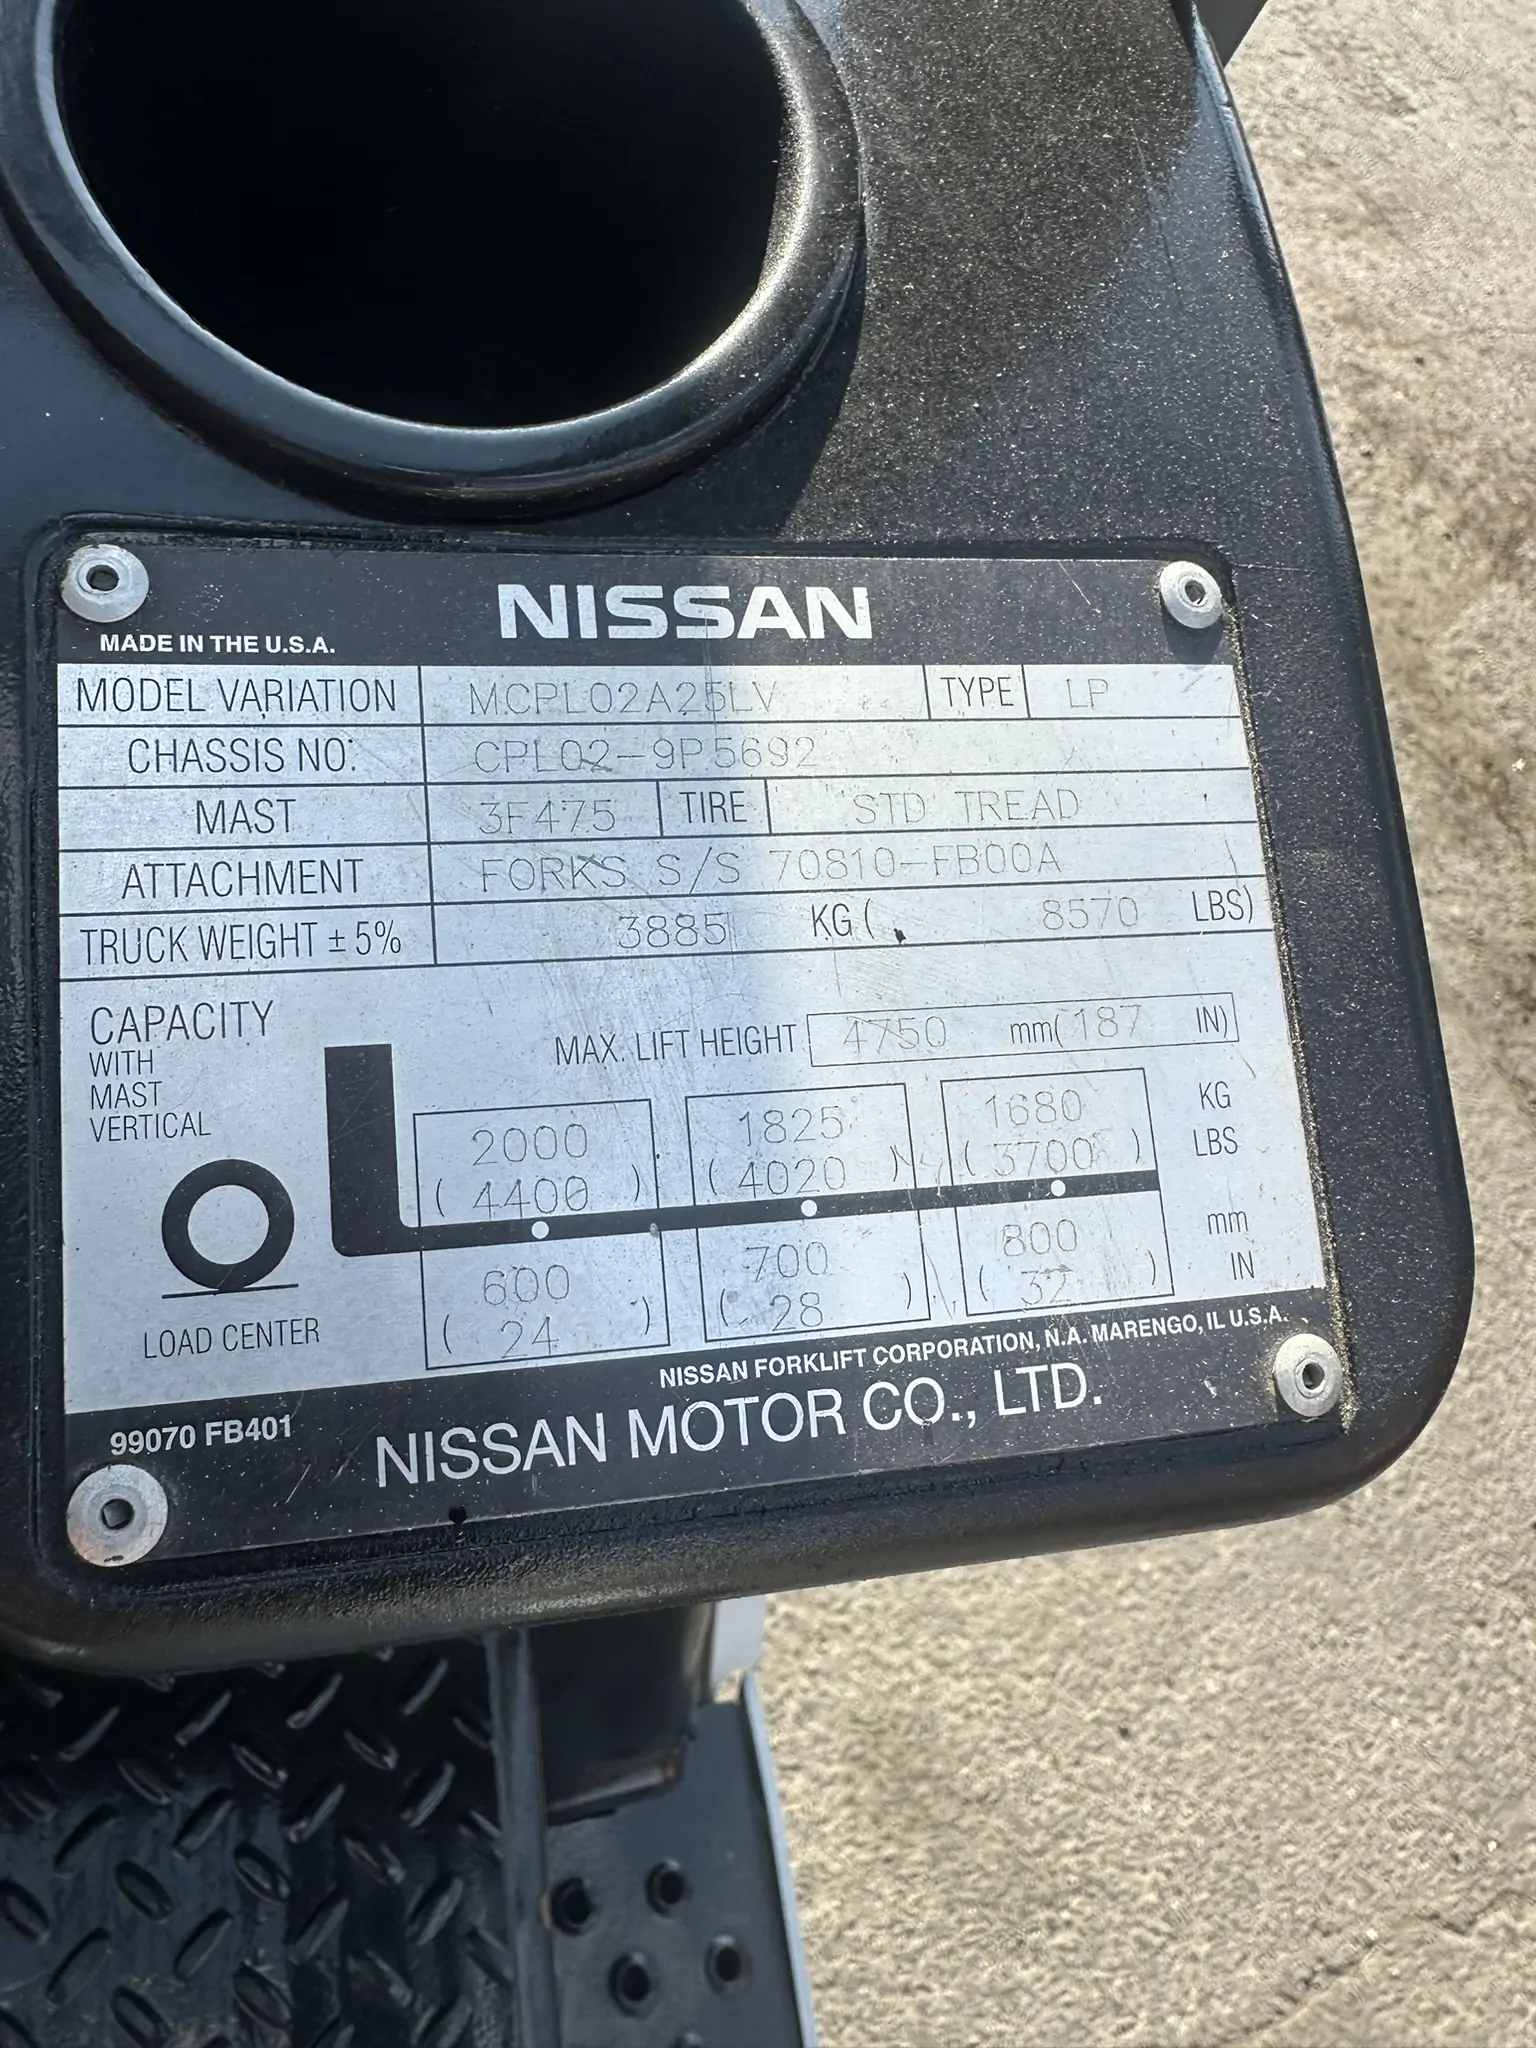 NISSAN
MADE IN THE U.S.A.
MODEL VARIATION MCPL02A25LV TYPE LP
CHASSIS NO: CPL02-9P5692
MAST 3F475 TIRE STD TREAD
ATTACHMENT FORKS S/S 70810-FB00A
TRUCK WEIGHT ± 5% 3885 KG ( 8570 LBS)
CAPACITY
WITH
MAST
VERTICAL
MAX. LIFT HEIGHT 4750 mm(187 IN)
2000 1825 1680 KG
( 4400 ) ( 4020 ) ( 3700 ) LBS
600 700 800 mm
( 24 ) ( 28 ) ( 32 ) IN
LOAD CENTER
NISSAN FORKLIFT CORPORATION, N.A. MARENGO, IL U.S.A.
99070 FB401
NISSAN MOTOR CO., LTD.